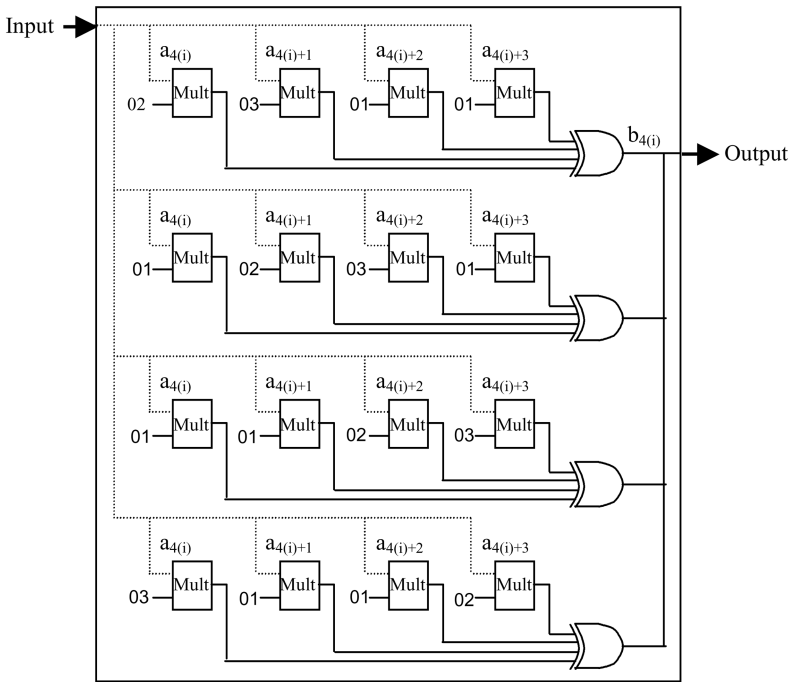 Input
a4(i) a4(i)+1 a4(i)+2 a4(i)+3
Mult Mult Mult Mult
02 03 01 01
b4(i)
Output
a4(i) a4(i)+1 a4(i)+2 a4(i)+3
Mult Mult Mult Mult
01 02 03 01
a4(i) a4(i)+1 a4(i)+2 a4(i)+3
Mult Mult Mult Mult
01 01 02 03
a4(i) a4(i)+1 a4(i)+2 a4(i)+3
Mult Mult Mult Mult
03 01 01 02